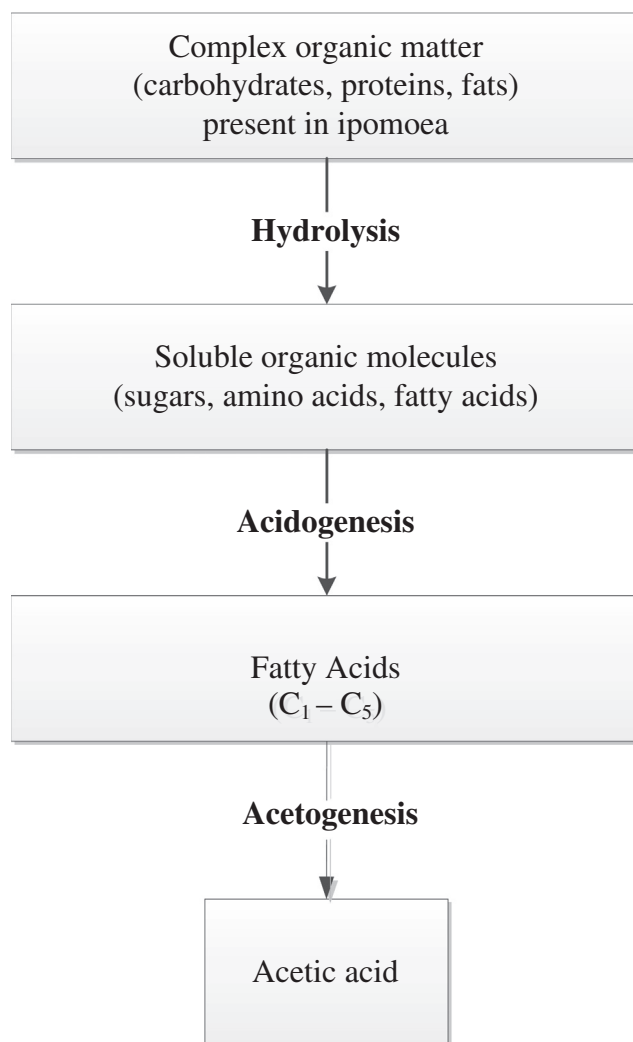 Complex organic matter
(carbohydrates, proteins, fats)
present in ipomoea
Hydrolysis
Soluble organic molecules
(sugars, amino acids, fatty acids)
Acidogenesis
Fatty Acids
(C₁ – C₅)
Acetogenesis
Acetic acid